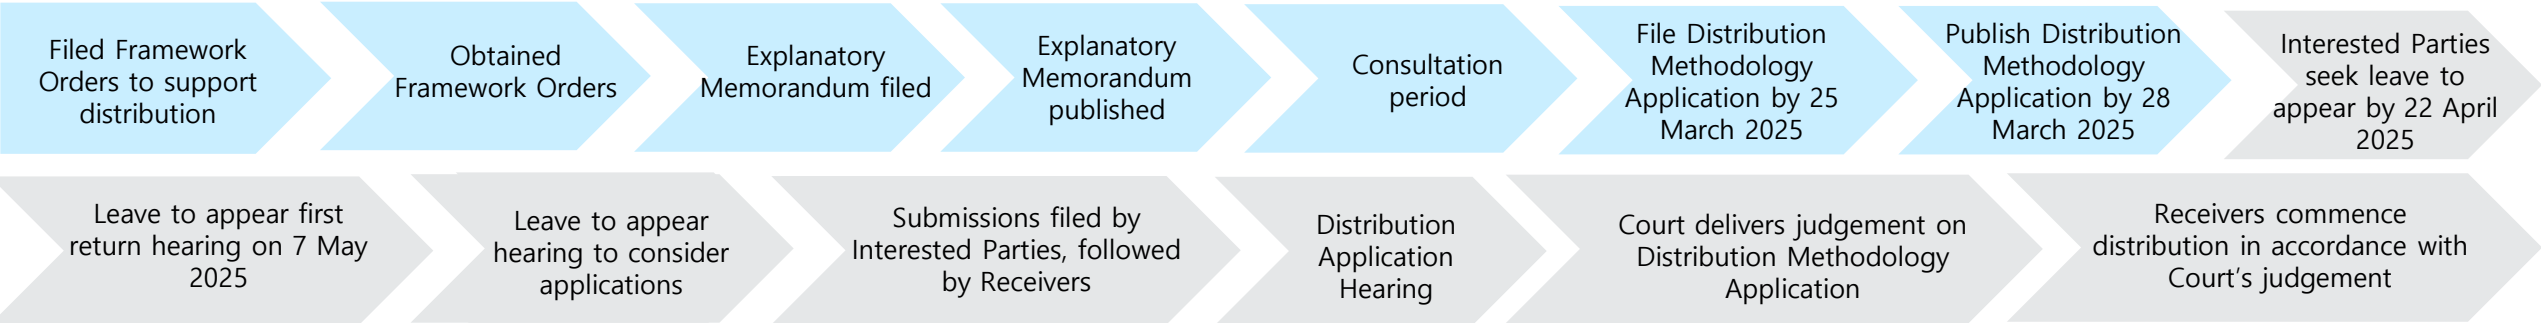 Filed Framework
Orders to support
distribution
Obtained
Framework Orders
Explanatory
Memorandum filed
Explanatory
Memorandum
published
Consultation
period
File Distribution
Methodology
Application by 25
March 2025
Publish Distribution
Methodology
Application by 28
March 2025
Interested Parties
seek leave to
appear by 22 April
2025
Leave to appear first
return hearing on 7 May
2025
Leave to appear
hearing to consider
applications
Submissions filed by
Interested Parties, followed
by Receivers
Distribution
Application
Hearing
Court delivers judgement on
Distribution Methodology
Application
Receivers commence
distribution in accordance with
Court's judgement